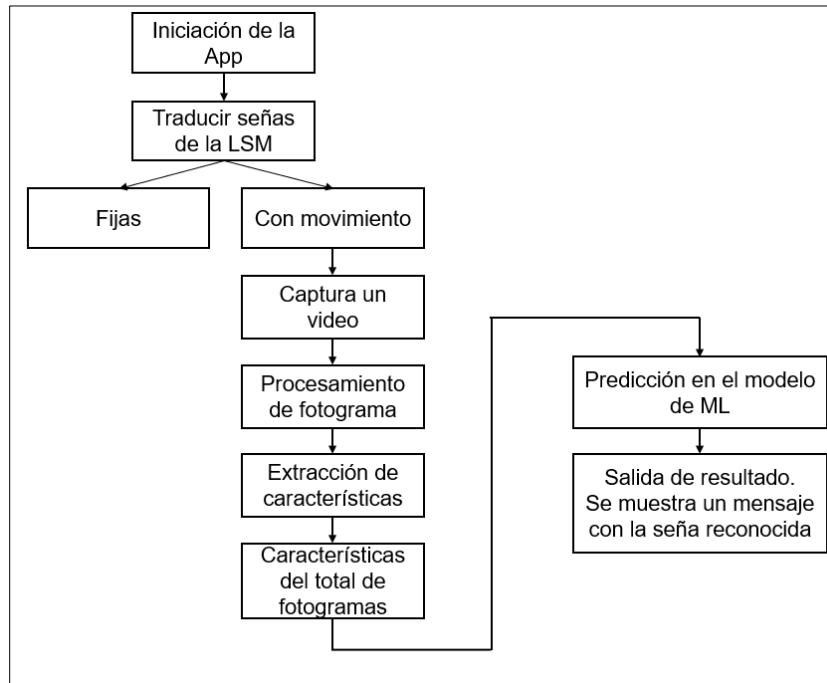 Iniciación de la
App
Traducir señas
de la LSM
Fijas
Con movimiento
Captura un
video
Procesamiento
de fotograma
Extracción de
características
Características
del total de
fotogramas
Predicción en el modelo
de ML
Salida de resultado.
Se muestra un mensaje
con la seña reconocida